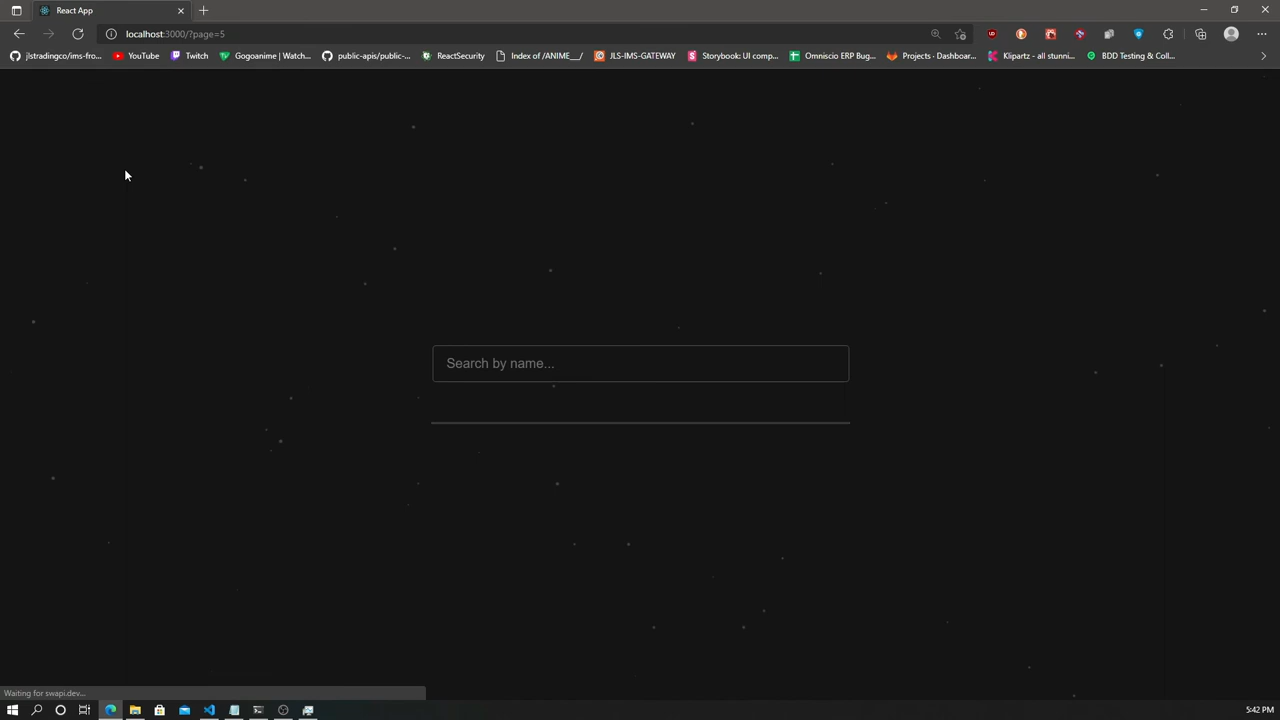 React App
localhost:3000/?page=5
jlstradingco/ims-fro... YouTube Twitch Gogoanime | Watch... public-apis/public-... ReactSecurity Index of /ANIME__/ JLS-IMS-GATEWAY Storybook: UI comp... Omniscio ERP Bug... Projects · Dashboar... Klipartz - all stunni... BDD Testing & Coll...
Search by name...
Waiting for swapi.dev...
5:42 PM